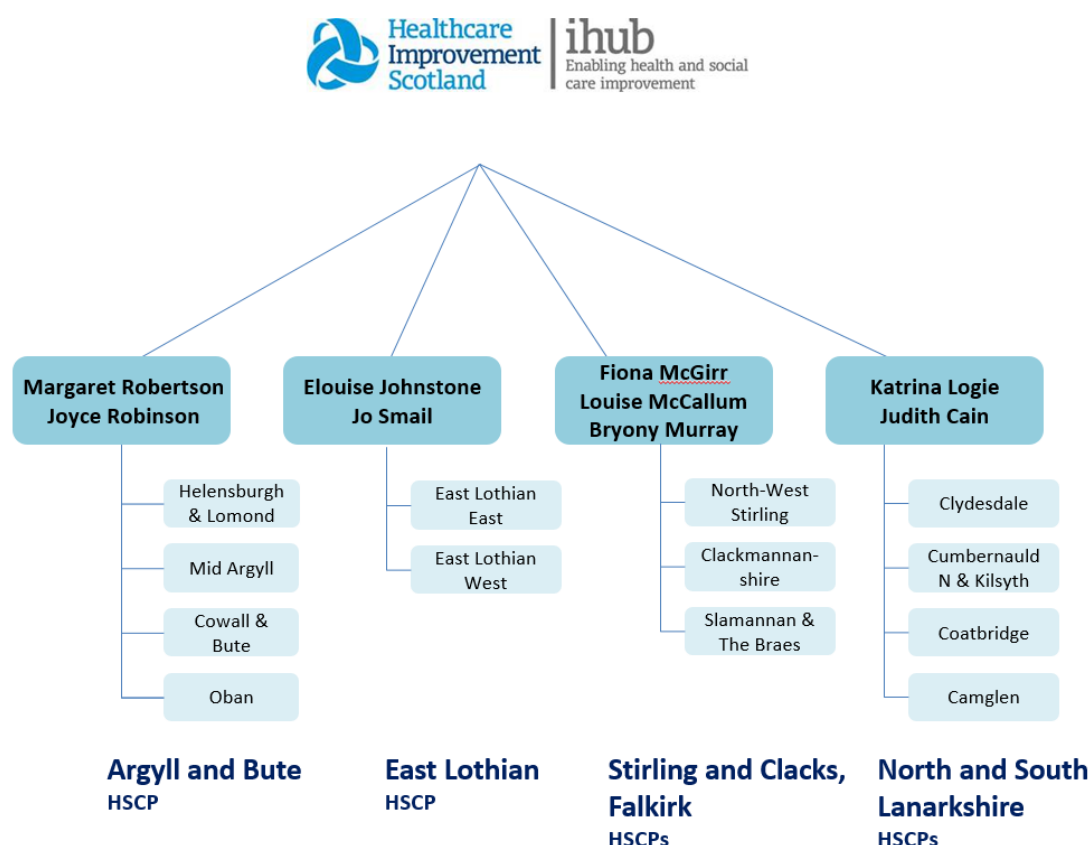 Healthcare
Improvement
Scotland
ihub
Enabling health and social
care improvement
Margaret Robertson
Joyce Robinson
Elouise Johnstone
Jo Smail
Fiona McGirr
Louise McCallum
Bryony Murray
Katrina Logie
Judith Cain
Helensburgh
& Lomond
Mid Argyll
Cowall &
Bute
Oban
East Lothian
East
East Lothian
West
North-West
Stirling
Clackmannan-
shire
Slamannan &
The Braes
Clydesdale
Cumbernauld
N & Kilsyth
Coatbridge
Camglen
Argyll and Bute
HSCP
East Lothian
HSCP
Stirling and Clacks,
Falkirk
HSCPs
North and South
Lanarkshire
HSCPs